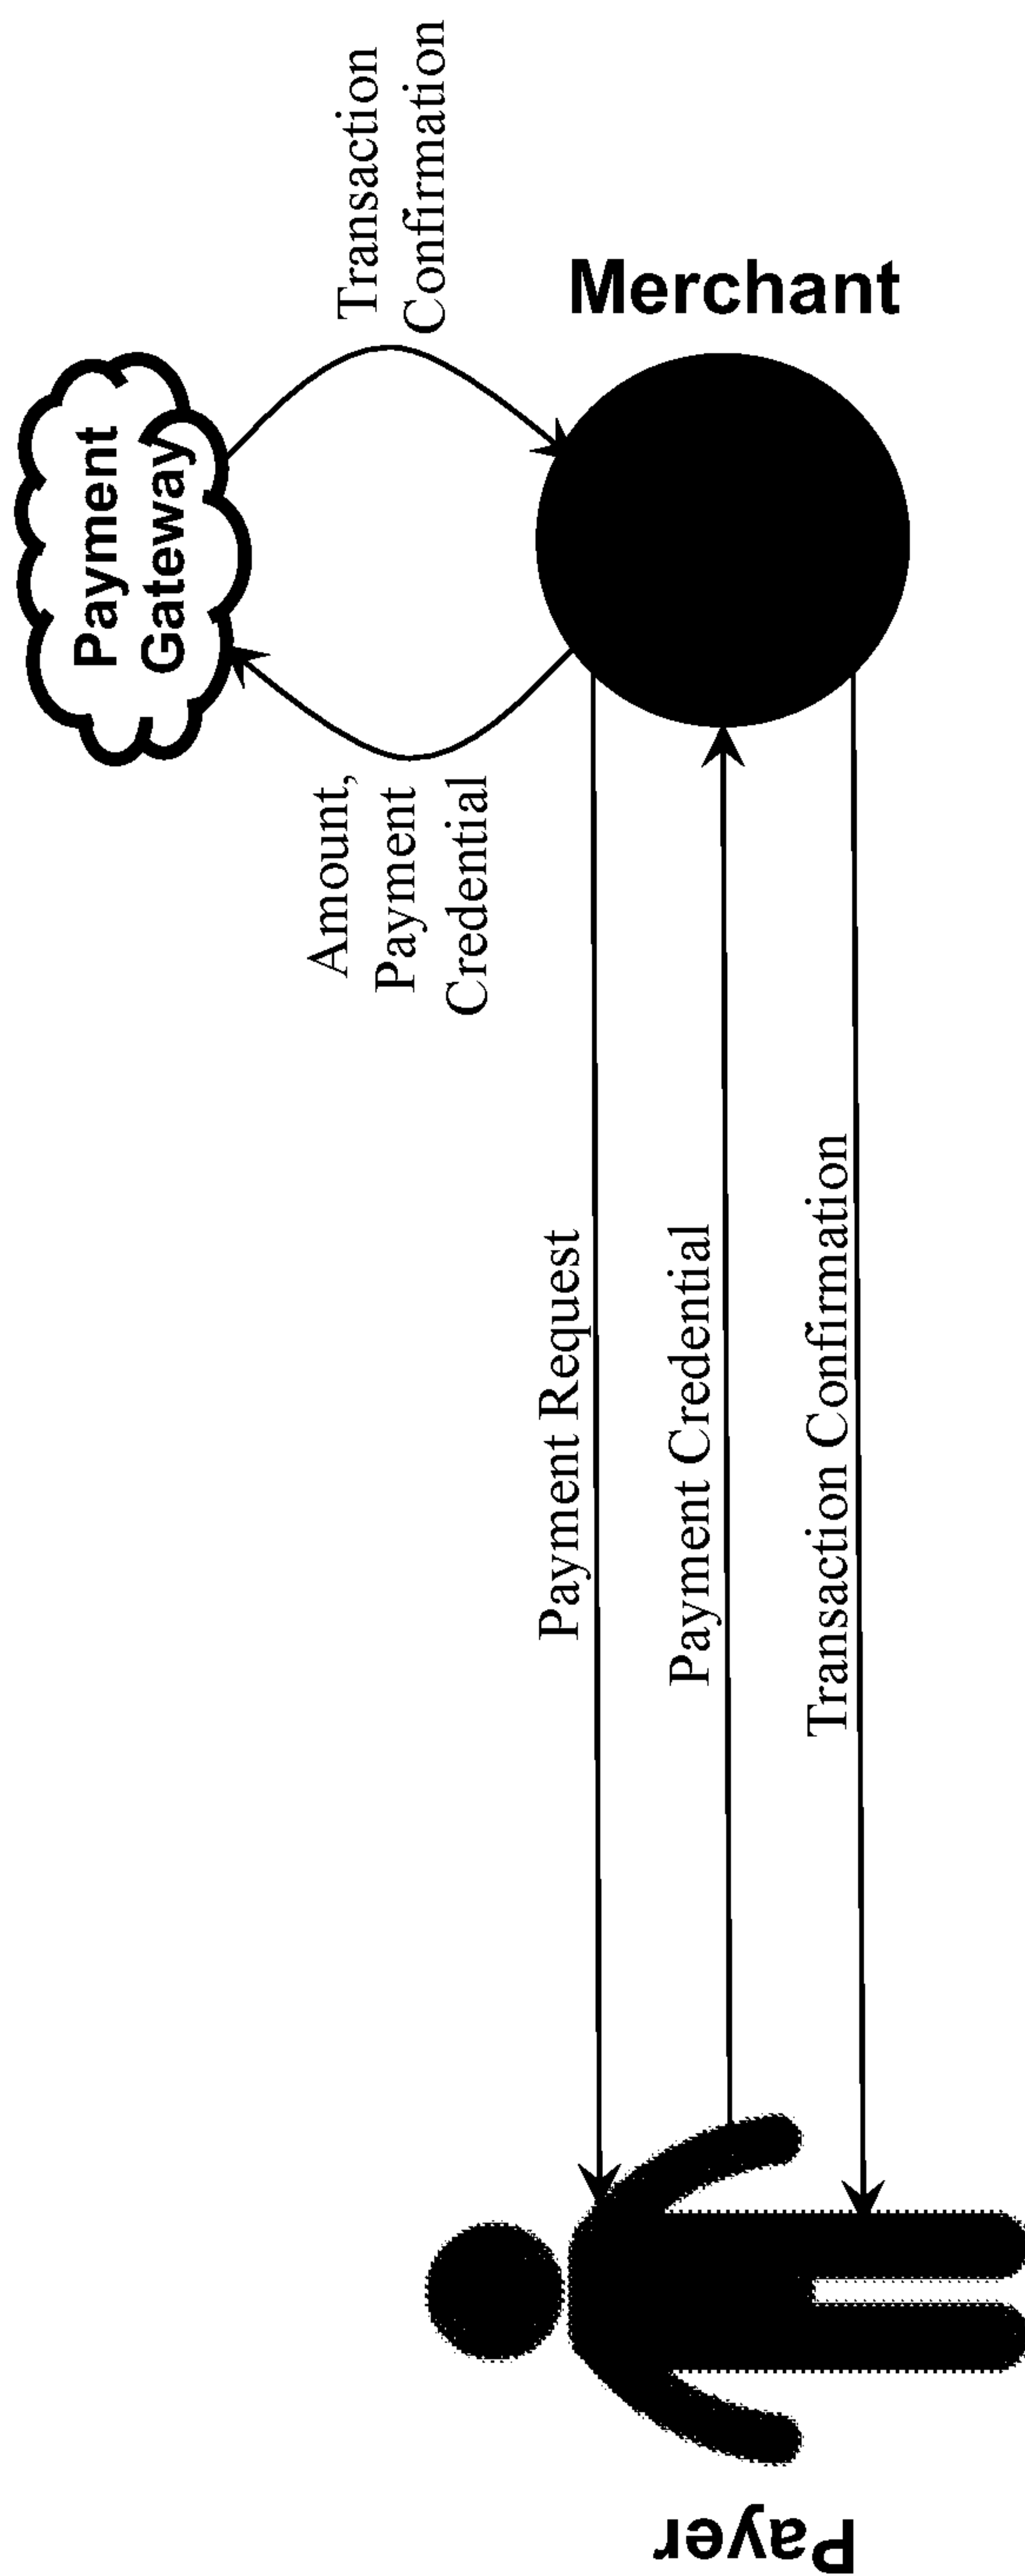 Payment
Gateway
Transaction
Confirmation
Merchant
Amount,
Payment
Credential
Payment Request
Payment Credential
Transaction Confirmation
Payer